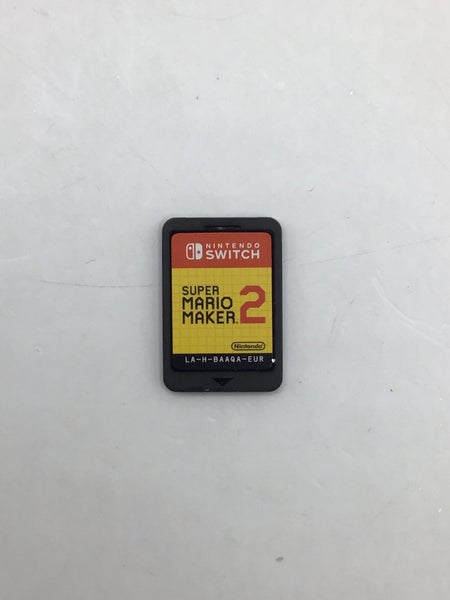 NINTENDO
SWITCH
SUPER
MARIO
MAKER 2
Nintendo
LA-H-BAAQA-EUR